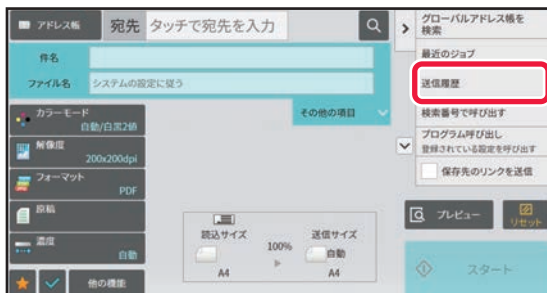 アドレス帳
宛先 タッチで宛先を入力
件名
ファイル名 システムの設定に従う
その他の項目
カラーモード
自動/白黒2値
解像度
200x200dpi
フォーマット
PDF
原稿
濃度
自動
他の機能
読込サイズ
A4
100%
送信サイズ
自動
A4
グローバルアドレス帳を
検索
最近のジョブ
送信履歴
検索番号で呼び出す
プログラム呼び出し
登録されている設定を呼び出す
保存先のリンクを送信
プレビュー
リセット
スタート